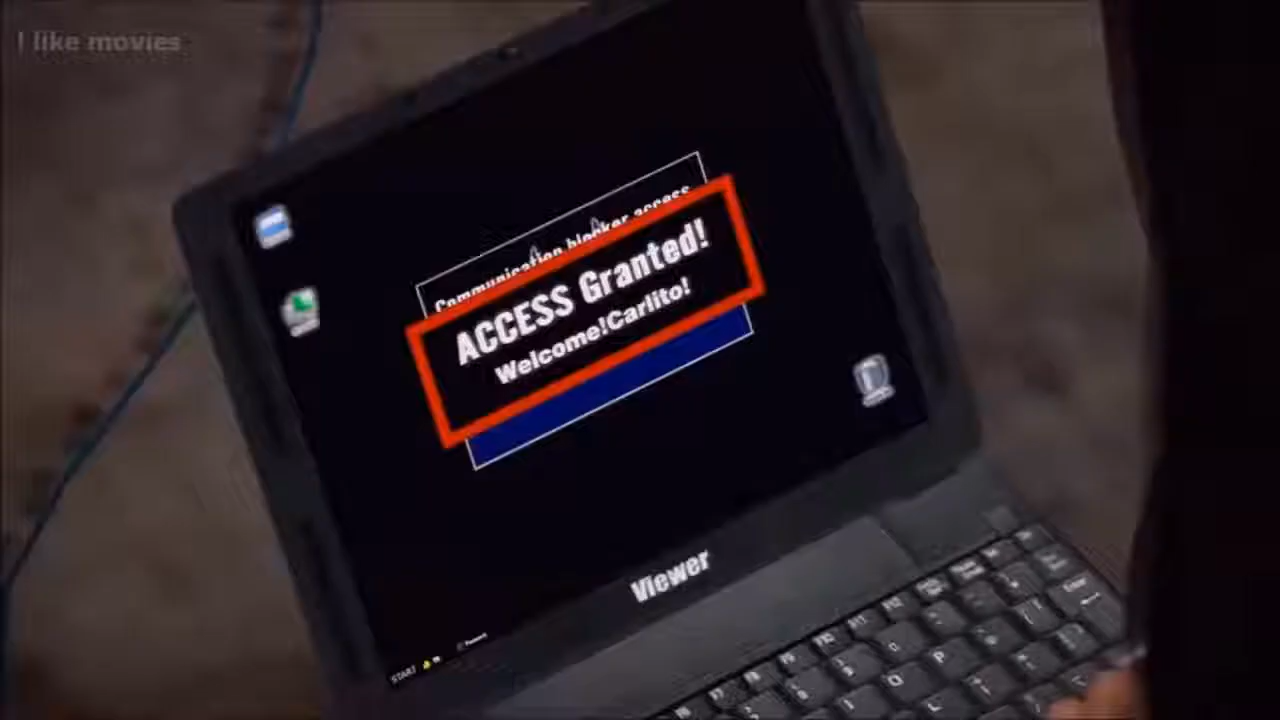 I like movies
Communication blocker access
ACCESS Granted!
Welcome!Carlito!
Viewer
START